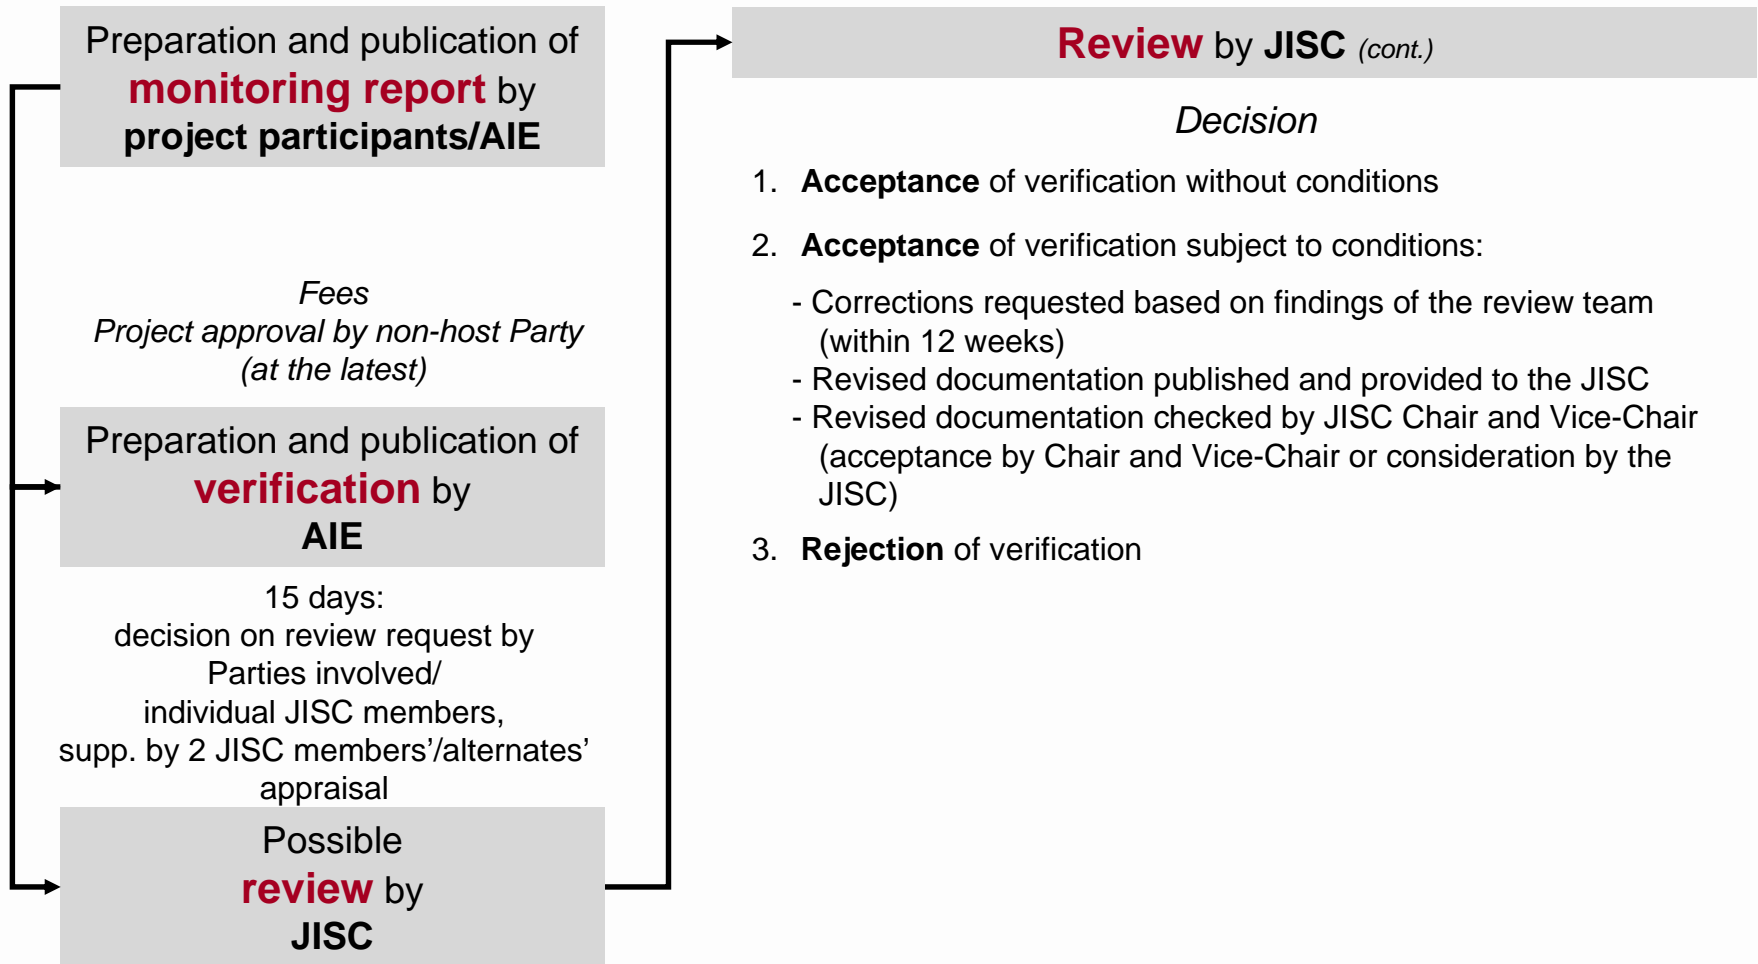 Preparation and publication of
monitoring report by
project participants/AIE
Fees
Project approval by non-host Party
(at the latest)
Preparation and publication of
verification by
AIE
15 days:
decision on review request by
Parties involved/
individual JISC members,
supp. by 2 JISC members’/alternates’
appraisal
Possible
review by
JISC
Review by JISC (cont.)
Decision
1. Acceptance of verification without conditions
2. Acceptance of verification subject to conditions:
- Corrections requested based on findings of the review team
(within 12 weeks)
- Revised documentation published and provided to the JISC
- Revised documentation checked by JISC Chair and Vice-Chair
(acceptance by Chair and Vice-Chair or consideration by the
JISC)
3. Rejection of verification